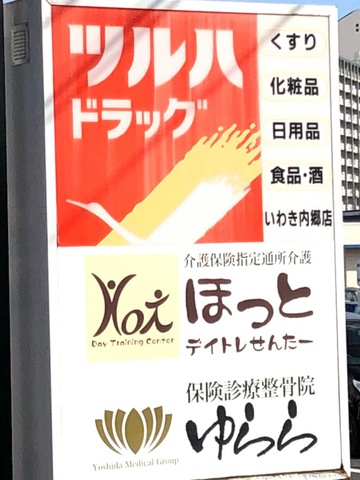 ツルハ
ドラッグ
くすり
化粧品
日用品
食品・酒
いわき内郷店
介護保険指定通所介護
Hot
Day Training Center
ほっと
デイトレせんたー
保険診療整骨院
ゆらら
Yoshida Medical Group